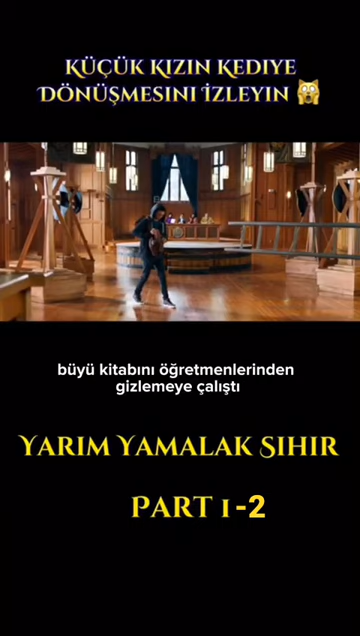 KÜÇÜK KIZIN KEDIYE
DÖNÜŞMESINI İZLEYIN 🙀
büyü kitabını öğretmenlerinden
gizlemeye çalıştı
YARIM YAMALAK SIHIR
PART 1-2